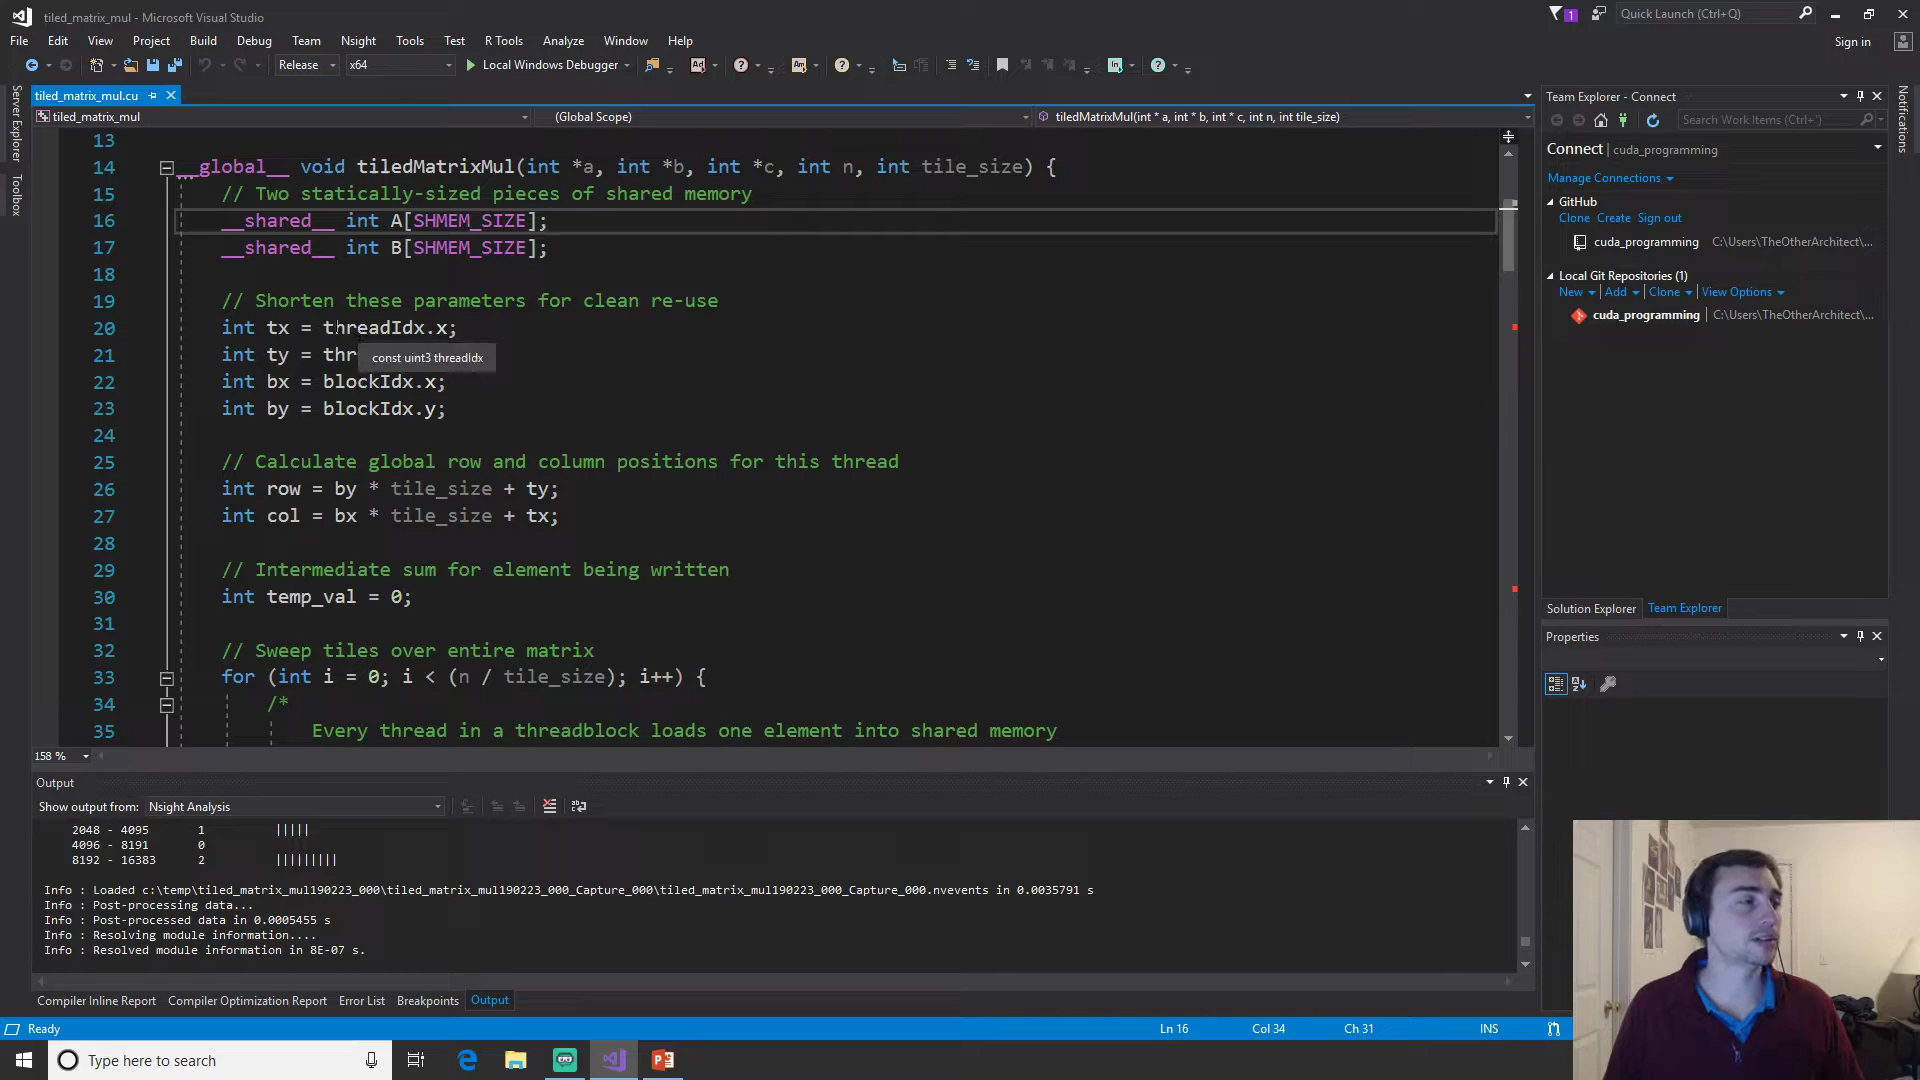 tiled_matrix_mul - Microsoft Visual Studio
1
Quick Launch (Ctrl+Q)
File Edit View Project Build Debug Team Nsight Tools Test R Tools Analyze Window Help
Sign in
Release x64 Local Windows Debugger
Server Explorer
Toolbox
tiled_matrix_mul.cu
tiled_matrix_mul (Global Scope) tiledMatrixMul(int * a, int * b, int * c, int n, int tile_size)
13
14 __global__ void tiledMatrixMul(int *a, int *b, int *c, int n, int tile_size) {
15 // Two statically-sized pieces of shared memory
16 __shared__ int A[SHMEM_SIZE];
17 __shared__ int B[SHMEM_SIZE];
18
19 // Shorten these parameters for clean re-use
20 int tx = threadIdx.x;
21 int ty = thr
const uint3 threadIdx
22 int bx = blockIdx.x;
23 int by = blockIdx.y;
24
25 // Calculate global row and column positions for this thread
26 int row = by * tile_size + ty;
27 int col = bx * tile_size + tx;
28
29 // Intermediate sum for element being written
30 int temp_val = 0;
31
32 // Sweep tiles over entire matrix
33 for (int i = 0; i < (n / tile_size); i++) {
34 /*
35 Every thread in a threadblock loads one element into shared memory
158 %
Output
Show output from: Nsight Analysis
2048 - 4095 1 |||||
4096 - 8191 0
8192 - 16383 2 |||||||||
Info : Loaded c:\temp\tiled_matrix_mul190223_000\tiled_matrix_mul190223_000_Capture_000\tiled_matrix_mul190223_000_Capture_000.nvevents in 0.0035791 s
Info : Post-processing data...
Info : Post-processed data in 0.0005455 s
Info : Resolving module information....
Info : Resolved module information in 8E-07 s.
Compiler Inline Report Compiler Optimization Report Error List Breakpoints Output
Team Explorer - Connect
Search Work Items (Ctrl+')
Connect | cuda_programming
Manage Connections
GitHub
Clone Create Sign out
cuda_programming C:\Users\TheOtherArchitect\...
Local Git Repositories (1)
New Add Clone View Options
cuda_programming C:\Users\TheOtherArchitect\...
Solution Explorer Team Explorer
Properties
Notifications
Ready Ln 16 Col 34 Ch 31 INS
Type here to search